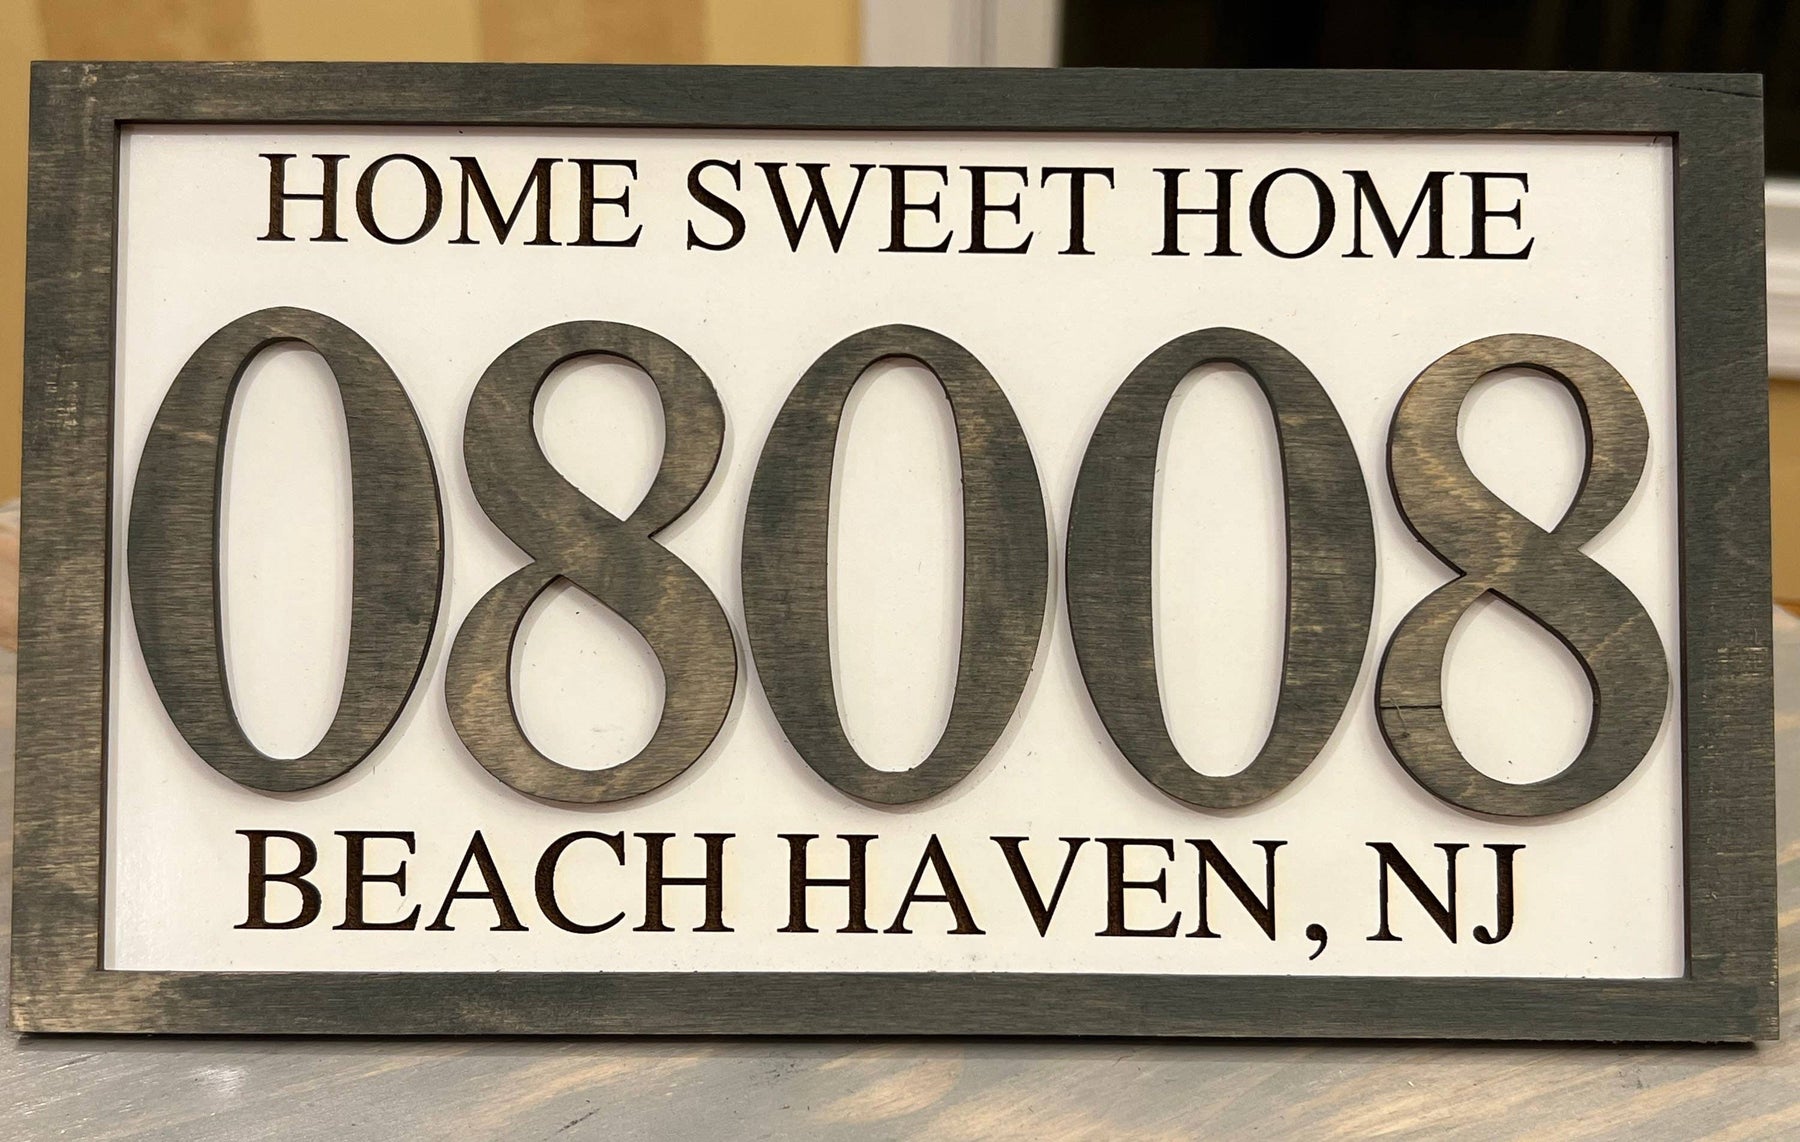 HOME SWEET HOME
08008
BEACH HAVEN, NJ